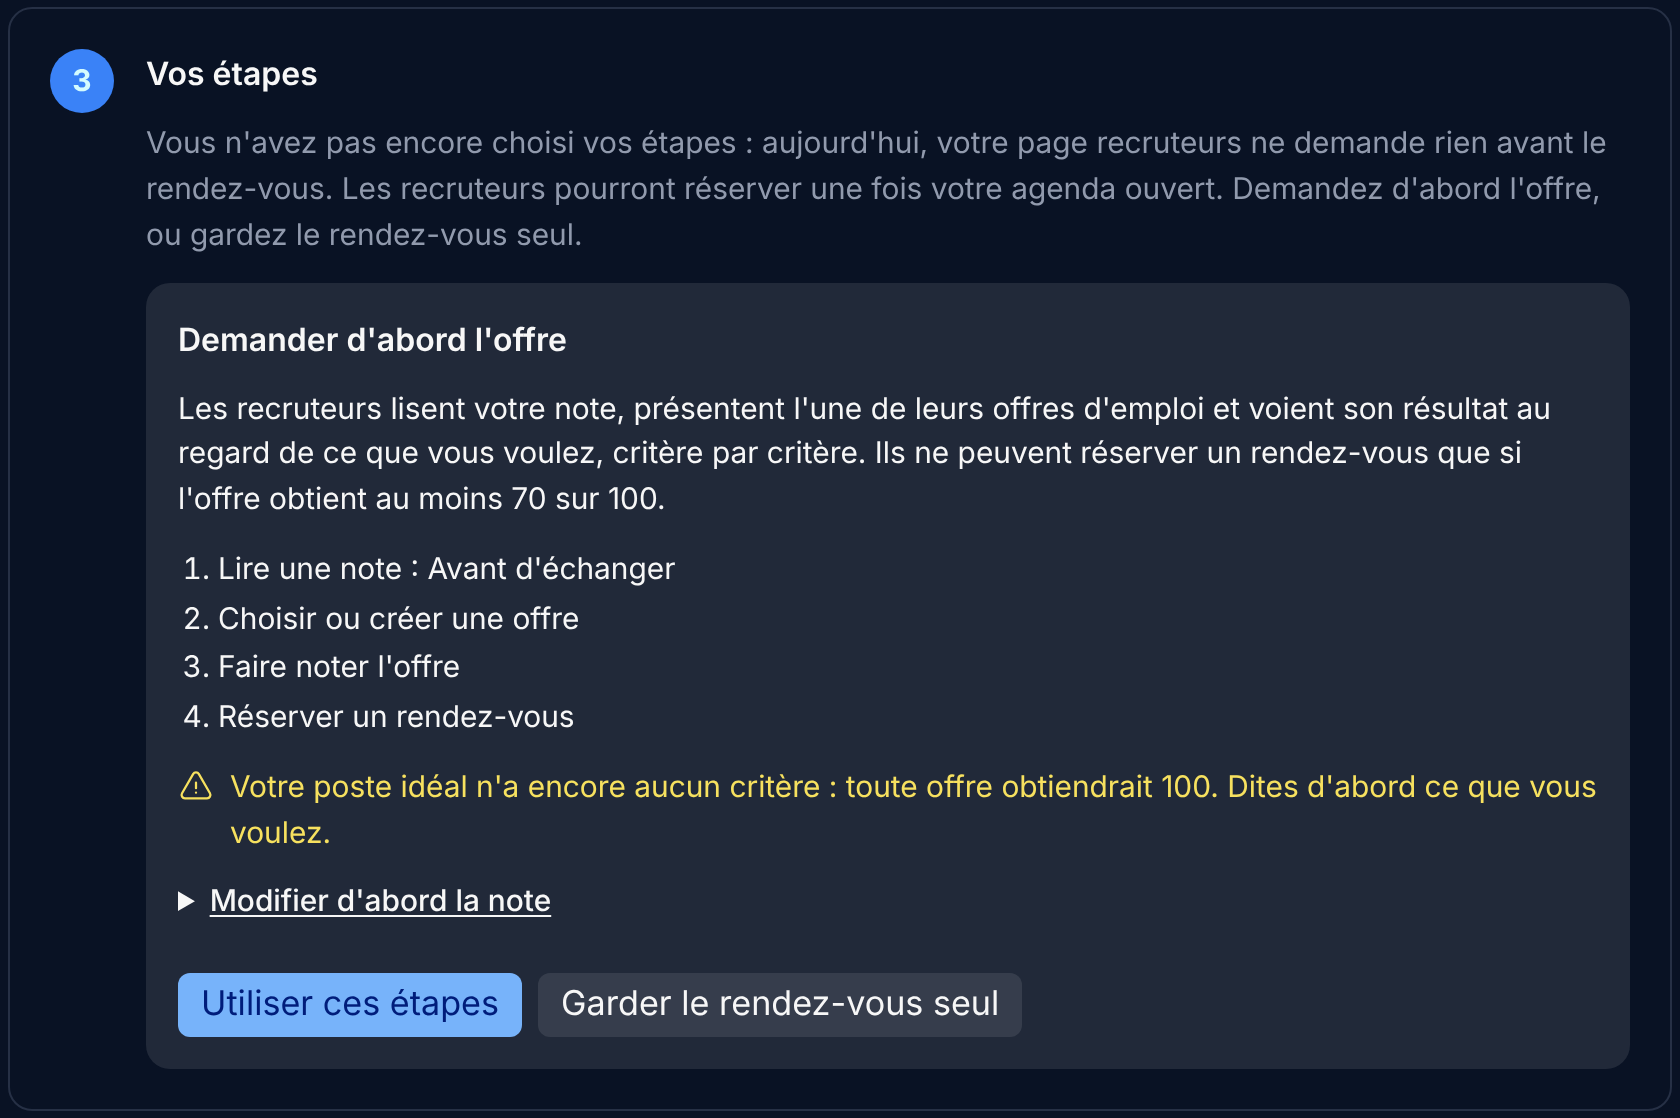 3
Vos étapes
Vous n'avez pas encore choisi vos étapes : aujourd'hui, votre page recruteurs ne demande rien avant le
rendez-vous. Les recruteurs pourront réserver une fois votre agenda ouvert. Demandez d'abord l'offre,
ou gardez le rendez-vous seul.
Demander d'abord l'offre
Les recruteurs lisent votre note, présentent l'une de leurs offres d'emploi et voient son résultat au
regard de ce que vous voulez, critère par critère. Ils ne peuvent réserver un rendez-vous que si
l'offre obtient au moins 70 sur 100.
1. Lire une note : Avant d'échanger
2. Choisir ou créer une offre
3. Faire noter l'offre
4. Réserver un rendez-vous
Votre poste idéal n'a encore aucun critère : toute offre obtiendrait 100. Dites d'abord ce que vous
voulez.
Modifier d'abord la note
Utiliser ces étapes
Garder le rendez-vous seul